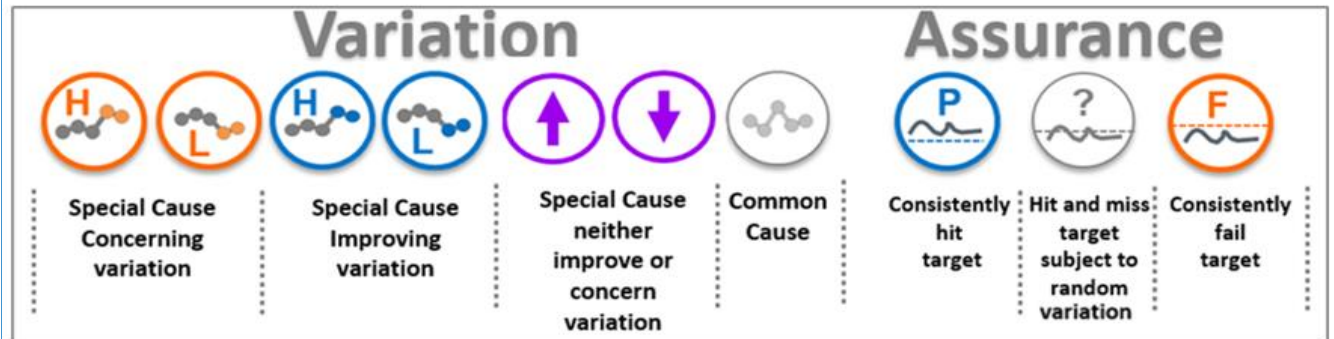 Variation
Assurance
H
L
H
L
P
?
F
Special Cause
Concerning
variation
Special Cause
Improving
variation
Special Cause
neither
improve or
concern
variation
Common
Cause
Consistently
hit
target
Hit and miss
target
subject to
random
variation
Consistently
fail
target